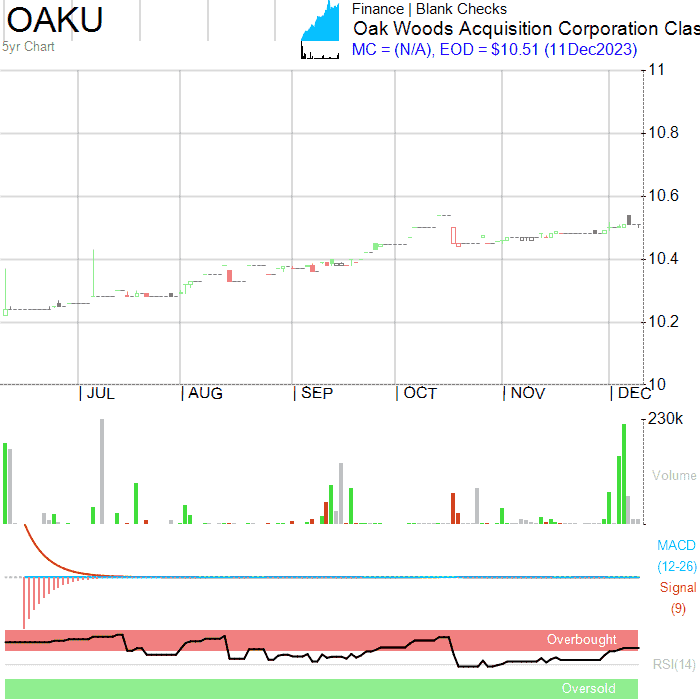 OAKU
5yr Chart
Finance | Blank Checks
Oak Woods Acquisition Corporation Clas
MC = (N/A), EOD = $10.51 (11Dec2023)
11
10.8
10.6
10.4
10.2
10
JUL
AUG
SEP
OCT
NOV
DEC
230k
Volume
MACD
(12-26)
Signal
(9)
Overbought
RSI(14)
Oversold